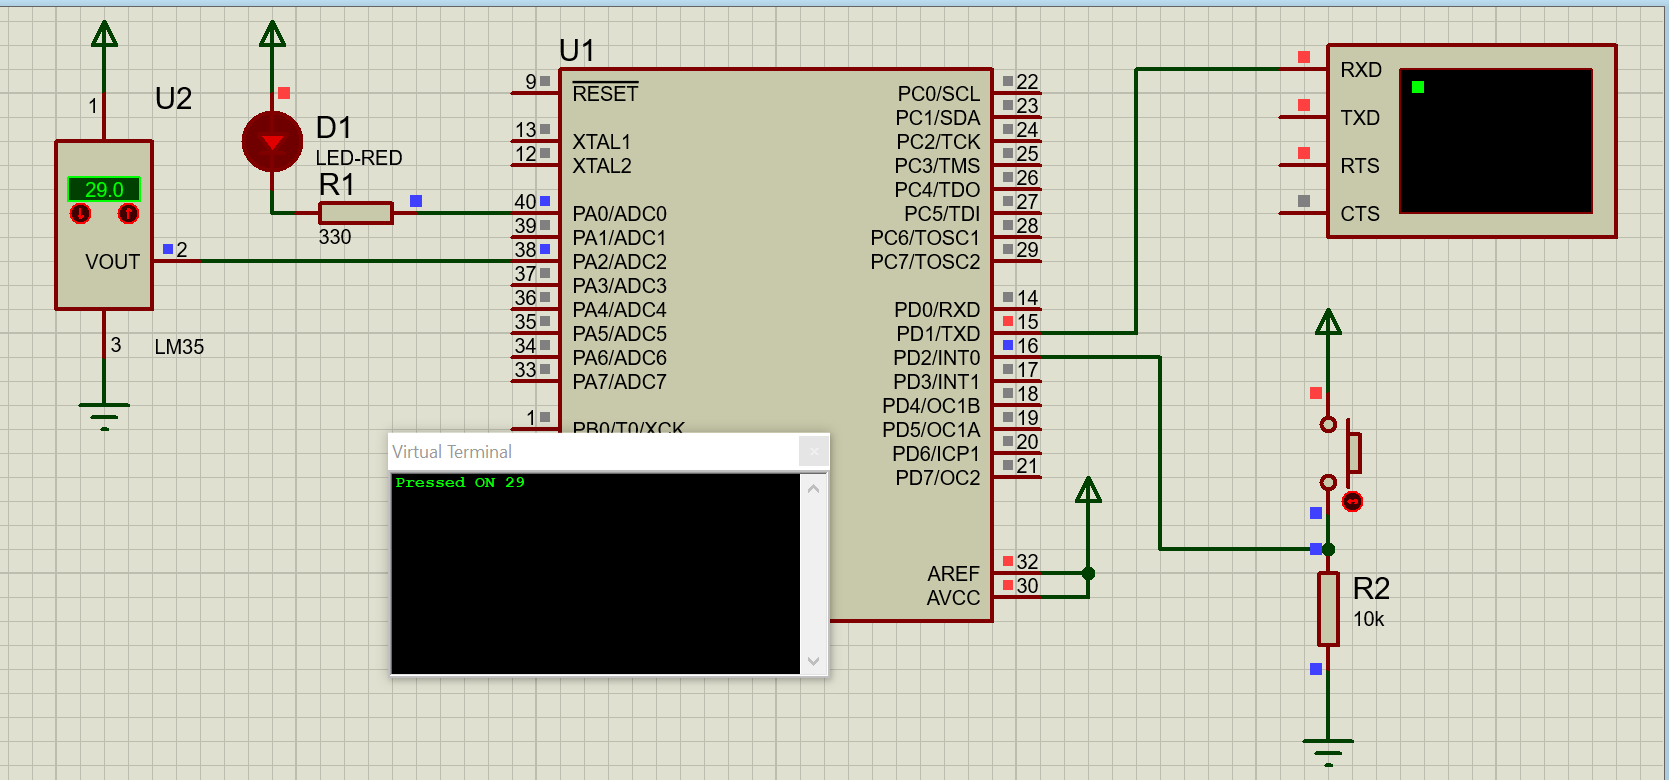 1
U2
29.0
VOUT
2
3
LM35
D1
LED-RED
R1
330
U1
9
RESET
13
XTAL1
12
XTAL2
40
PA0/ADC0
39
PA1/ADC1
38
PA2/ADC2
37
PA3/ADC3
36
PA4/ADC4
35
PA5/ADC5
34
PA6/ADC6
33
PA7/ADC7
1
PB0/T0/XCK
22
PC0/SCL
23
PC1/SDA
24
PC2/TCK
25
PC3/TMS
26
PC4/TDO
27
PC5/TDI
28
PC6/TOSC1
29
PC7/TOSC2
14
PD0/RXD
15
PD1/TXD
16
PD2/INT0
17
PD3/INT1
18
PD4/OC1B
19
PD5/OC1A
20
PD6/ICP1
21
PD7/OC2
32
AREF
30
AVCC
RXD
TXD
RTS
CTS
R2
10k
Virtual Terminal
Pressed ON 29